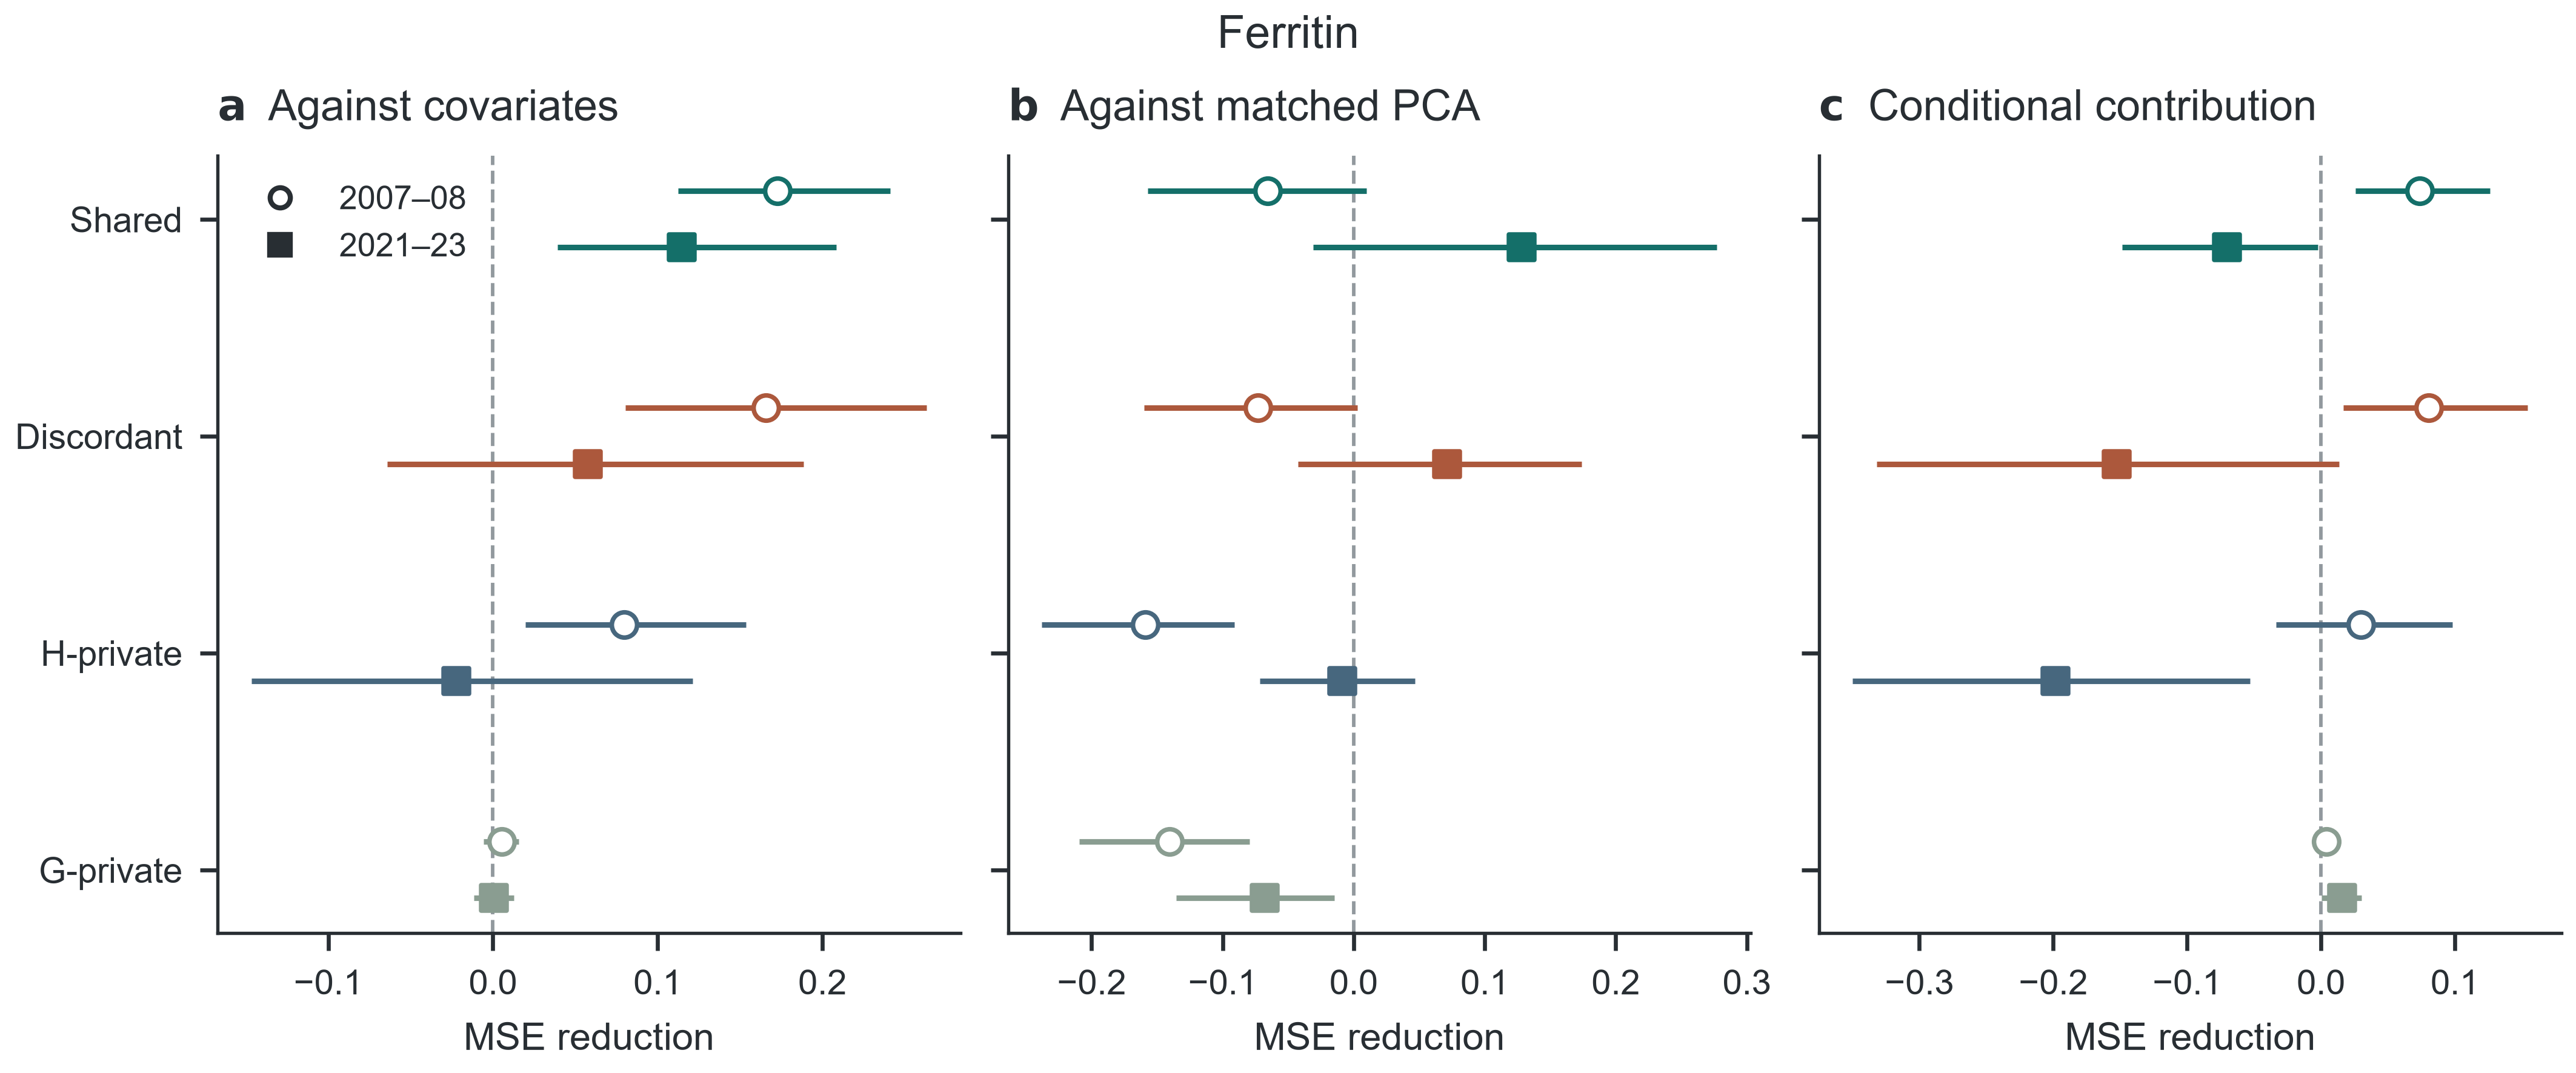 Ferritin
a Against covariates
b Against matched PCA
c Conditional contribution
2007–08
2021–23
Shared
Discordant
H-private
G-private
−0.1 0.0 0.1 0.2
−0.2 −0.1 0.0 0.1 0.2 0.3
−0.3 −0.2 −0.1 0.0 0.1
MSE reduction
MSE reduction
MSE reduction